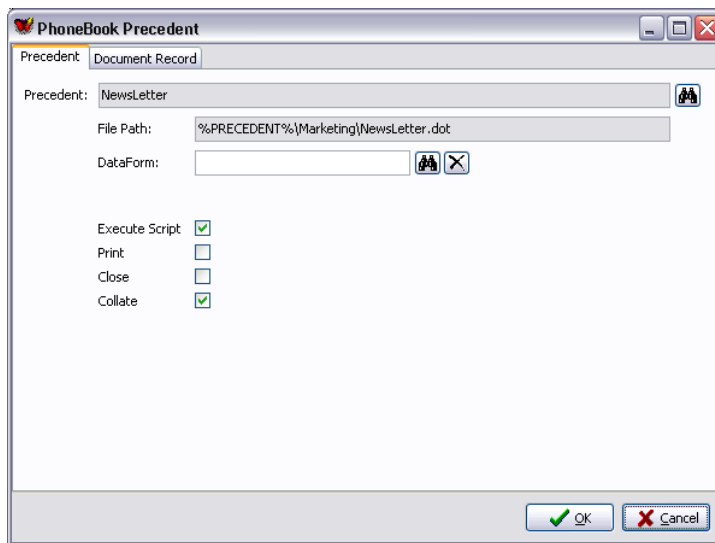 PhoneBook Precedent
Precedent Document Record
Precedent: NewsLetter
File Path: %PRECEDENT%\Marketing\NewsLetter.dot
DataForm:
Execute Script
Print
Close
Collate
OK Cancel